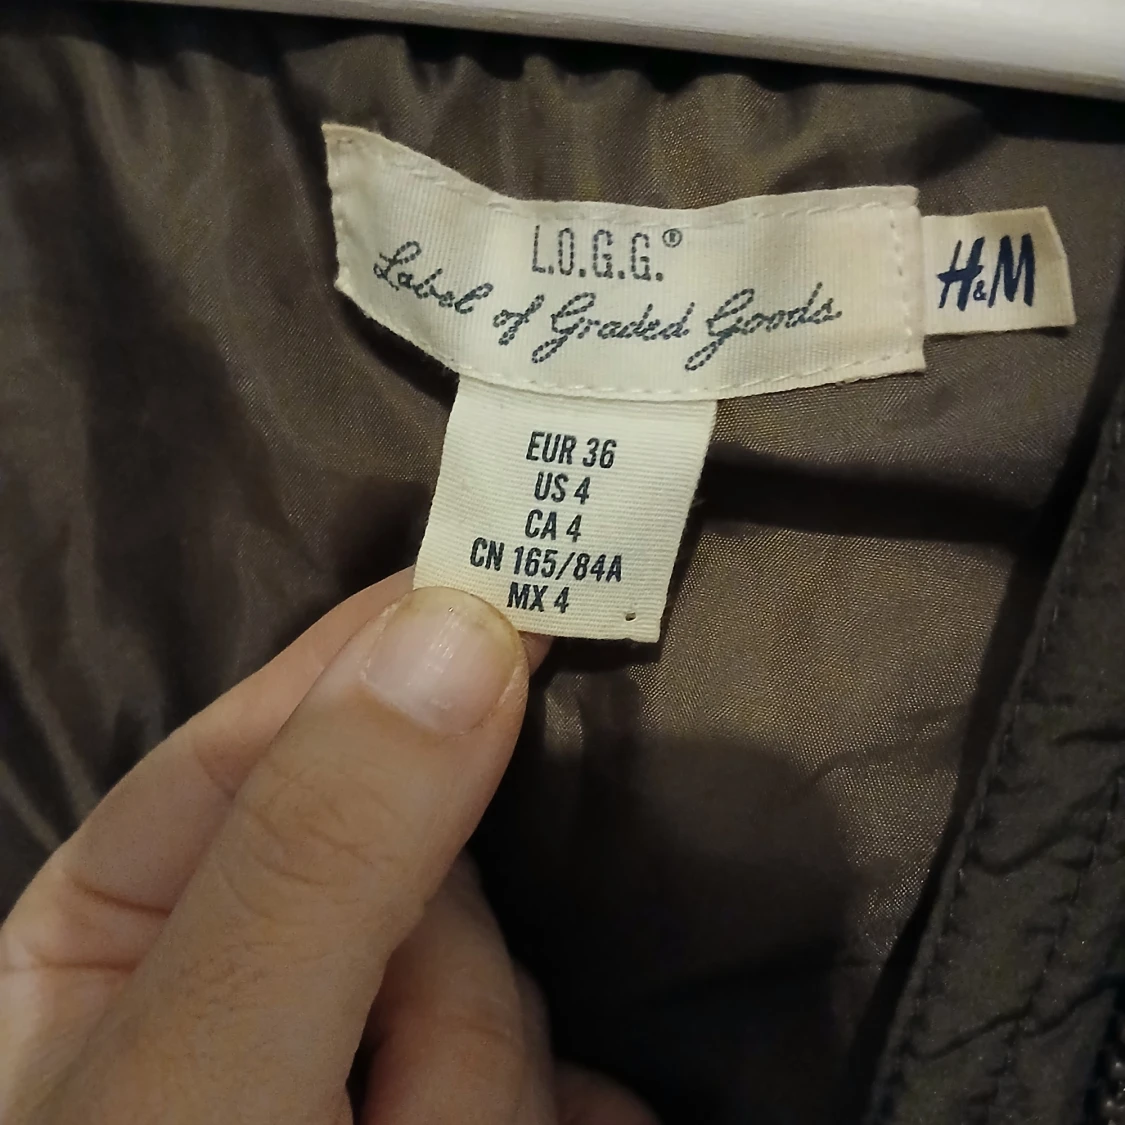 L.O.G.G.®
Label of Graded Goods
H&M
EUR 36
US 4
CA 4
CN 165/84A
MX 4